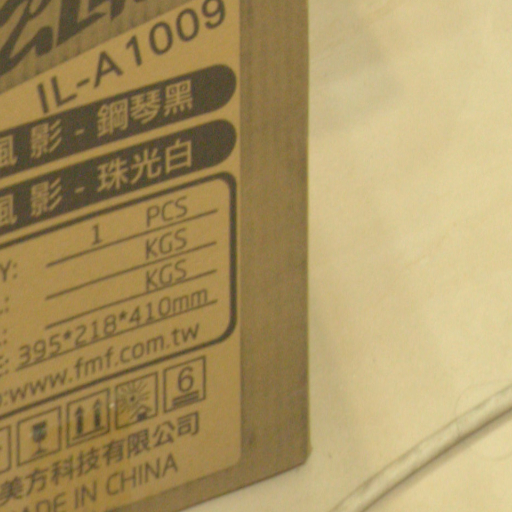 IL-A1009
風 影 - 鋼琴黑
風 影 - 珠光白
Y: 1 PCS
KGS
KGS
395*218*410mm
www.fmf.com.tw
6
美方科技有限公司
MADE IN CHINA